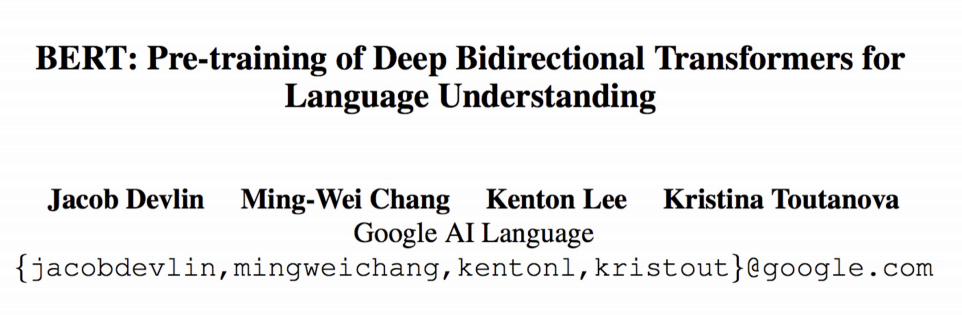 BERT: Pre-training of Deep Bidirectional Transformers for
Language Understanding
Jacob Devlin Ming-Wei Chang Kenton Lee Kristina Toutanova
Google AI Language
{jacobdevlin,mingweichang,kentonl,kristout}@google.com